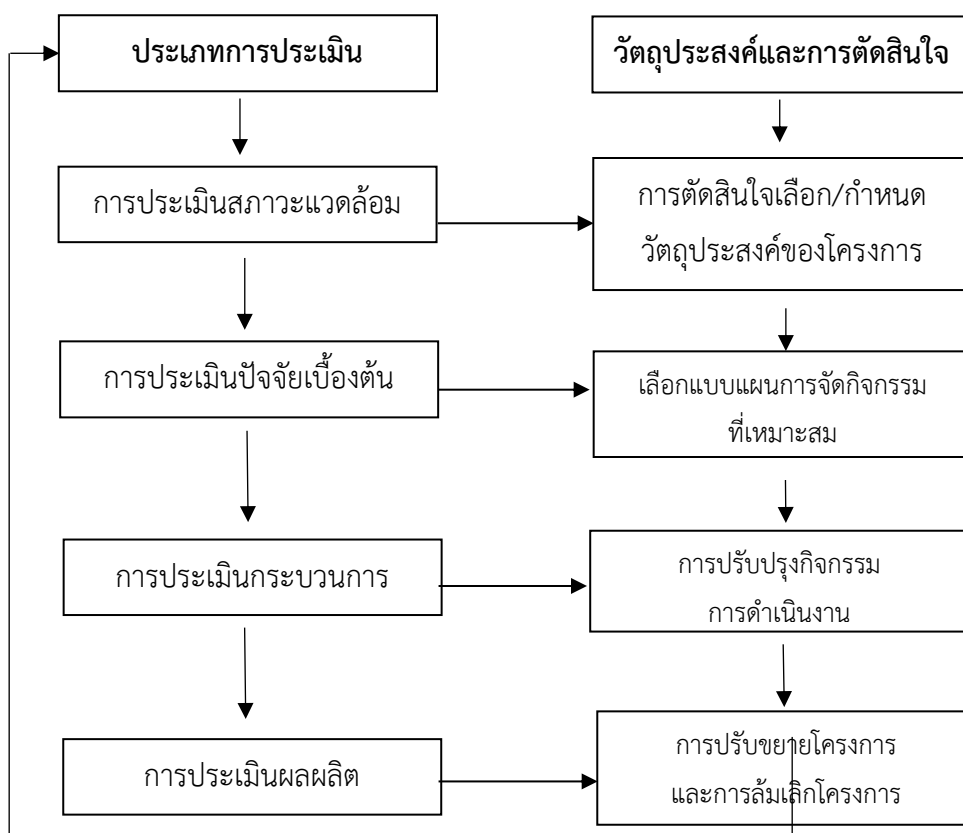 ประเภทการประเมิน
วัตถุประสงค์และการตัดสินใจ
การประเมินสภาวะแวดล้อม
การตัดสินใจเลือก/กำหนด
วัตถุประสงค์ของโครงการ
การประเมินปัจจัยเบื้องต้น
เลือกแบบแผนการจัดกิจกรรม
ที่เหมาะสม
การประเมินกระบวนการ
การปรับปรุงกิจกรรม
การดำเนินงาน
การประเมินผลผลิต
การปรับขยายโครงการ
และการล้มเลิกโครงการ